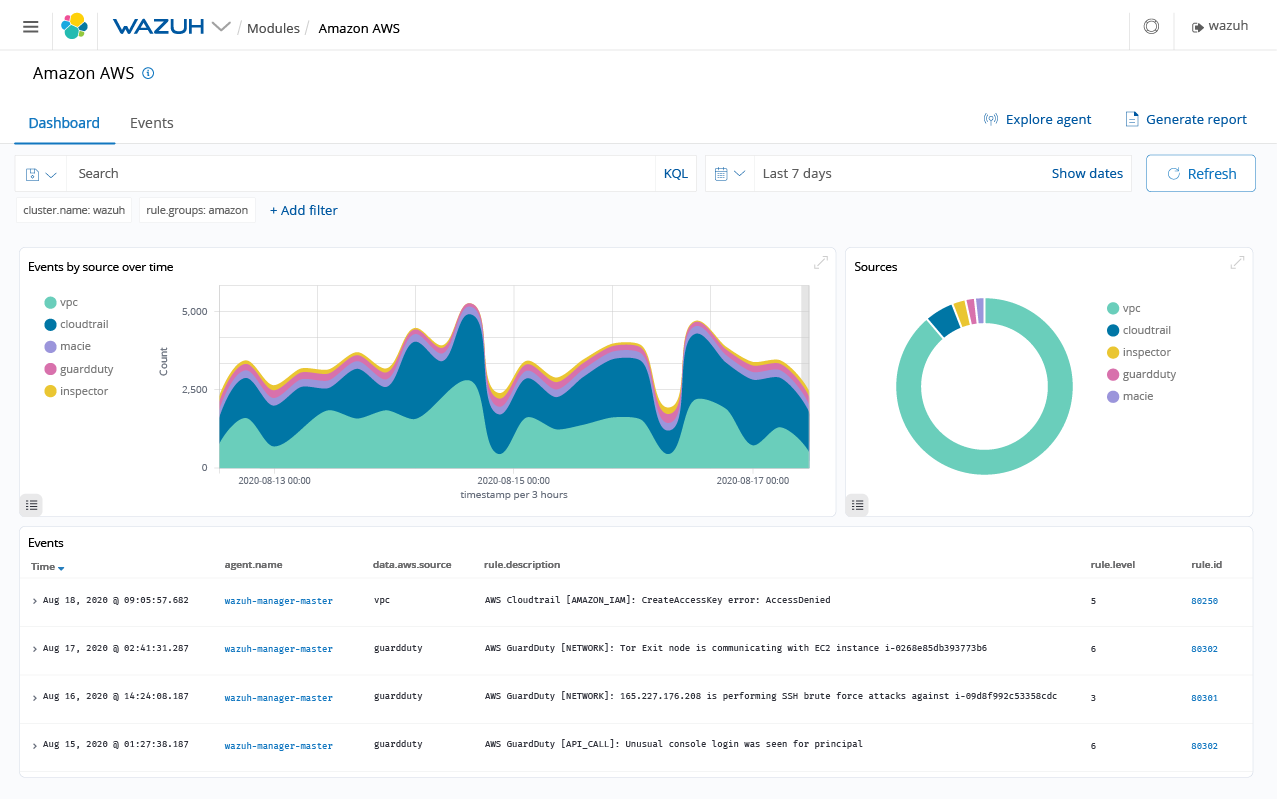 WAZUH / Modules / Amazon AWS
wazuh
Amazon AWS
Dashboard Events
Explore agent Generate report
Search KQL Last 7 days Show dates Refresh
cluster.name: wazuh rule.groups: amazon + Add filter
Events by source over time
vpc
cloudtrail
macie
guardduty
inspector
Count
5,000
2,500
0
2020-08-13 00:00 2020-08-15 00:00 2020-08-17 00:00
timestamp per 3 hours
Sources
vpc
cloudtrail
inspector
guardduty
macie
Events
Time agent.name data.aws.source rule.description rule.level rule.id
Aug 18, 2020 @ 09:05:57.682 wazuh-manager-master vpc AWS Cloudtrail [AMAZON_IAM]: CreateAccessKey error: AccessDenied 5 80250
Aug 17, 2020 @ 02:41:31.287 wazuh-manager-master guardduty AWS GuardDuty [NETWORK]: Tor Exit node is communicating with EC2 instance i-0268e85db393773b6 6 80302
Aug 16, 2020 @ 14:24:08.187 wazuh-manager-master guardduty AWS GuardDuty [NETWORK]: 165.227.176.208 is performing SSH brute force attacks against i-09d8f992c53358cdc 3 80301
Aug 15, 2020 @ 01:27:38.187 wazuh-manager-master guardduty AWS GuardDuty [API_CALL]: Unusual console login was seen for principal 6 80302